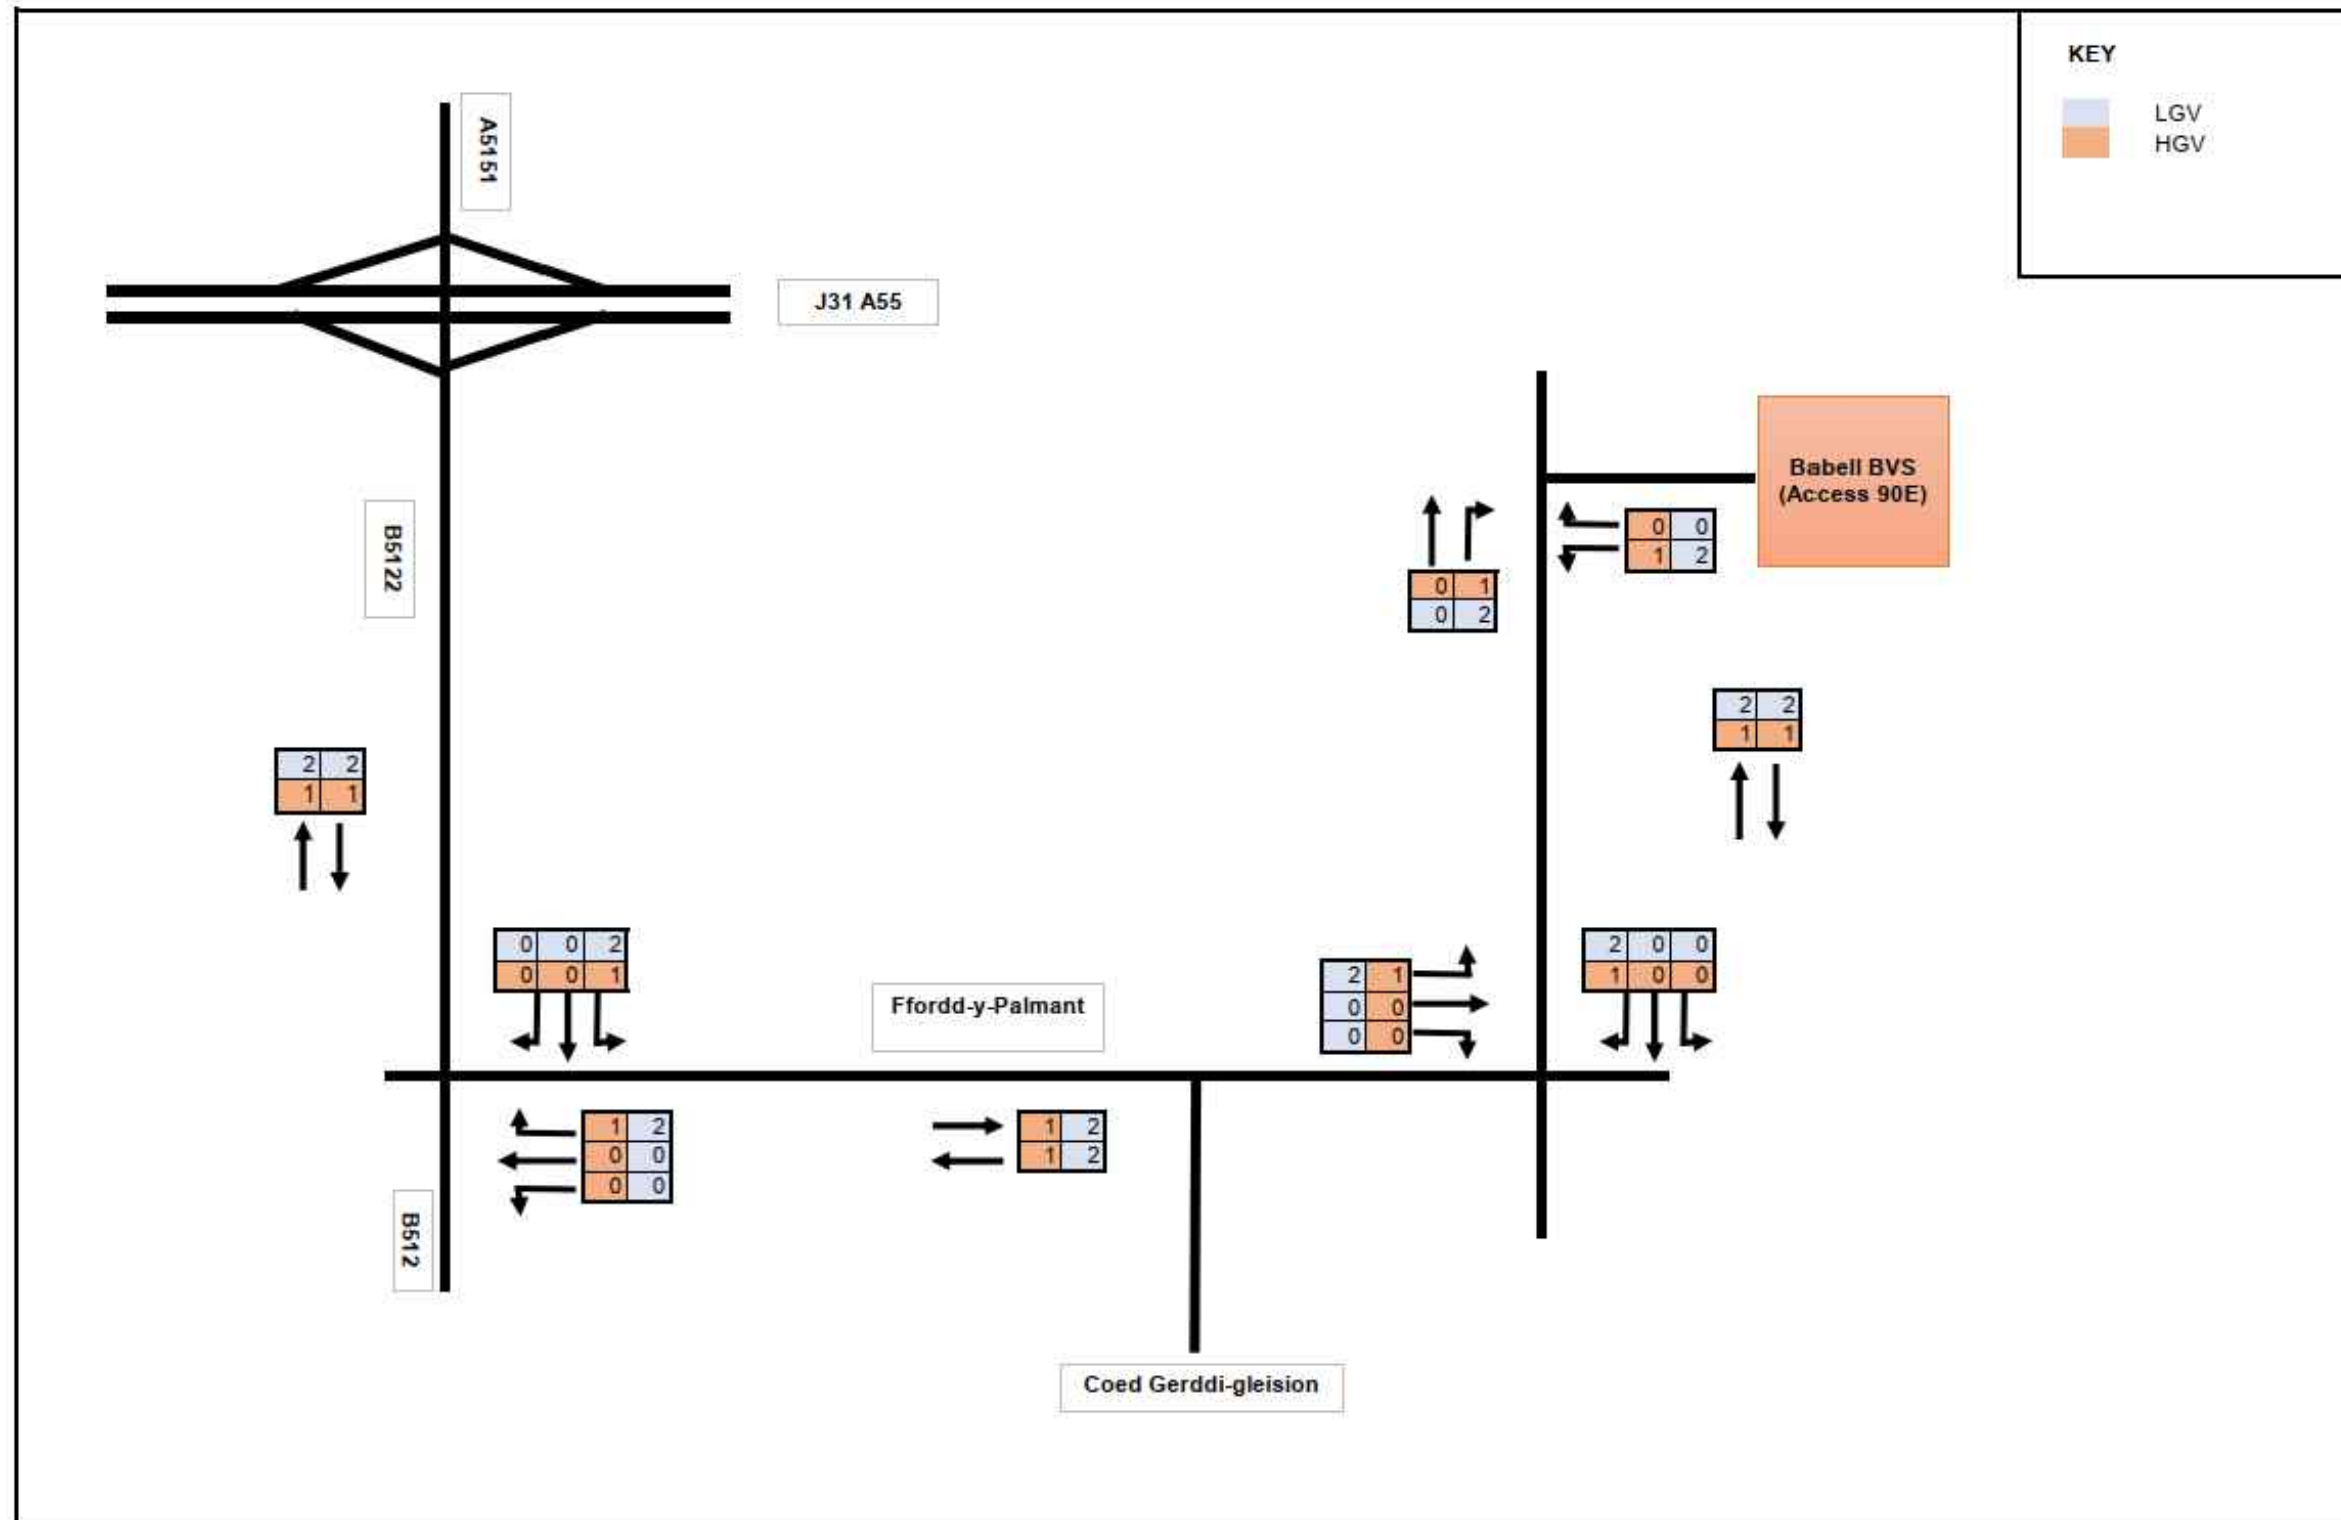 KEY
LGV
HGV
A5151
J31 A55
B5122
Babell BVS
(Access 90E)
0 0
1 2
0 1
0 2
2 2
1 1
2 2
1 1
0 0 2
0 0 1
2 1
0 0
0 0
2 0 0
1 0 0
Ffordd-y-Palmant
1 2
0 0
0 0
1 2
1 2
B512
Coed Gerddi-gleision